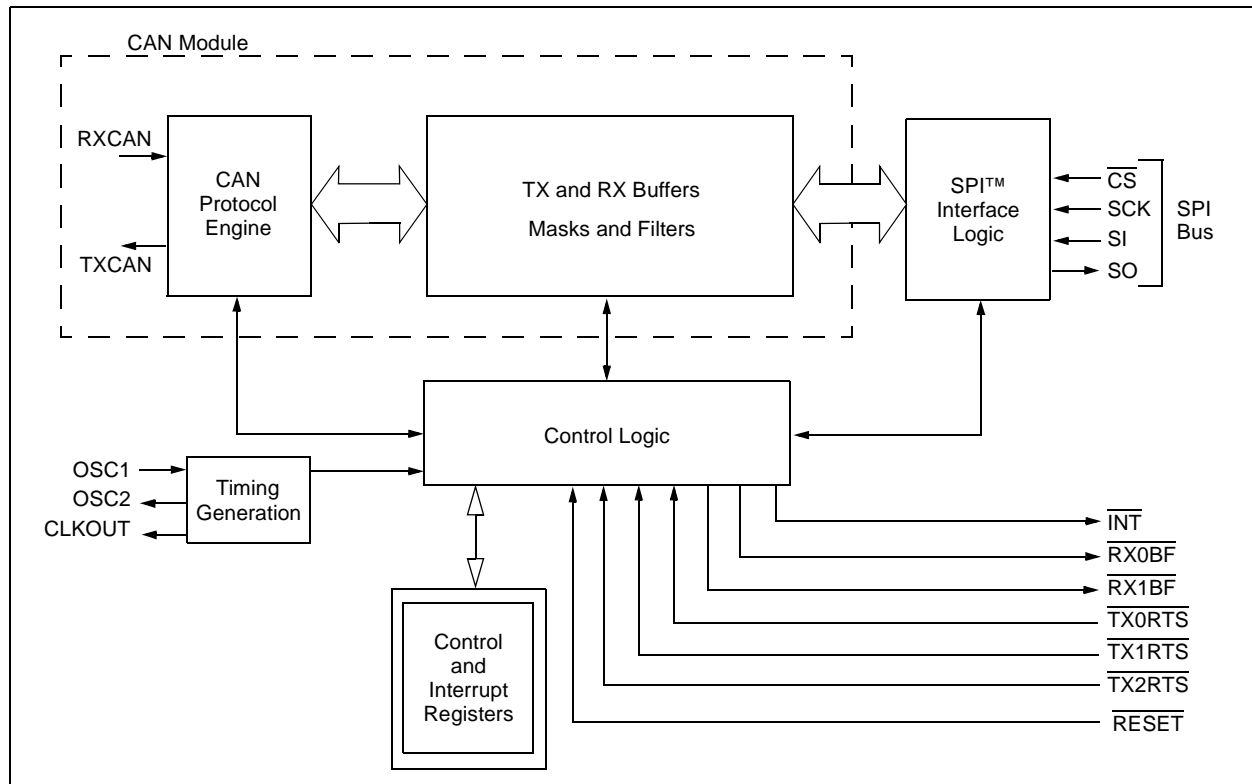 CAN Module
RXCAN
CAN
Protocol
Engine
TXCAN
TX and RX Buffers
Masks and Filters
SPI™
Interface
Logic
CS
SCK
SI
SO
SPI
Bus
Control Logic
OSC1
OSC2
CLKOUT
Timing
Generation
INT
RX0BF
RX1BF
TX0RTS
TX1RTS
TX2RTS
RESET
Control
and
Interrupt
Registers